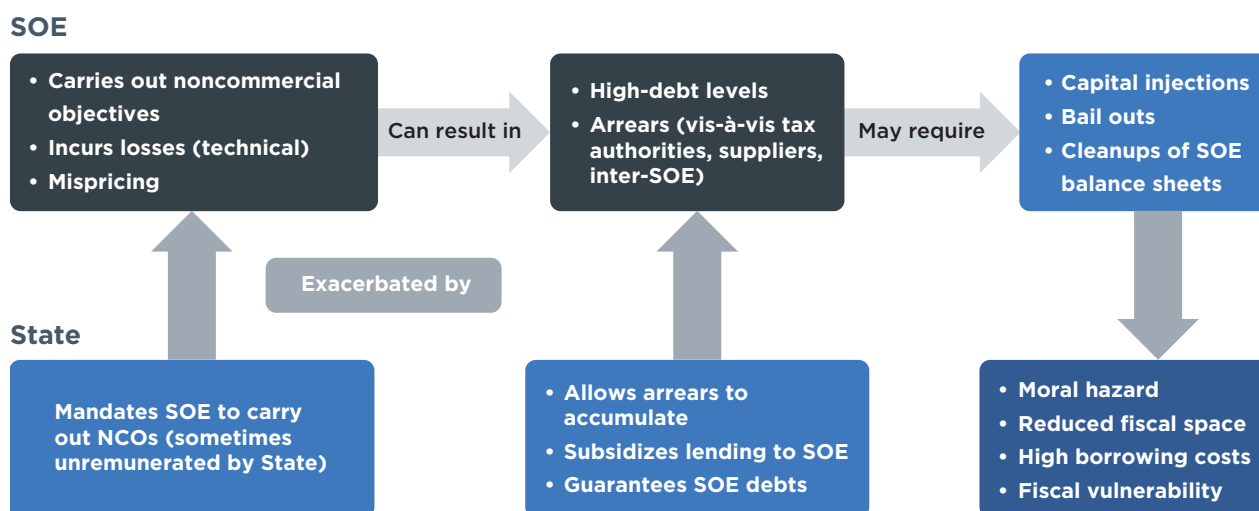 SOE
• Carries out noncommercial
objectives
• Incurs losses (technical)
• Mispricing
Can result in
• High-debt levels
• Arrears (vis-à-vis tax
authorities, suppliers,
inter-SOE)
May require
• Capital injections
• Bail outs
• Cleanups of SOE
balance sheets
Exacerbated by
State
Mandates SOE to carry
out NCOs (sometimes
unremunerated by State)
• Allows arrears to
accumulate
• Subsidizes lending to SOE
• Guarantees SOE debts
• Moral hazard
• Reduced fiscal space
• High borrowing costs
• Fiscal vulnerability